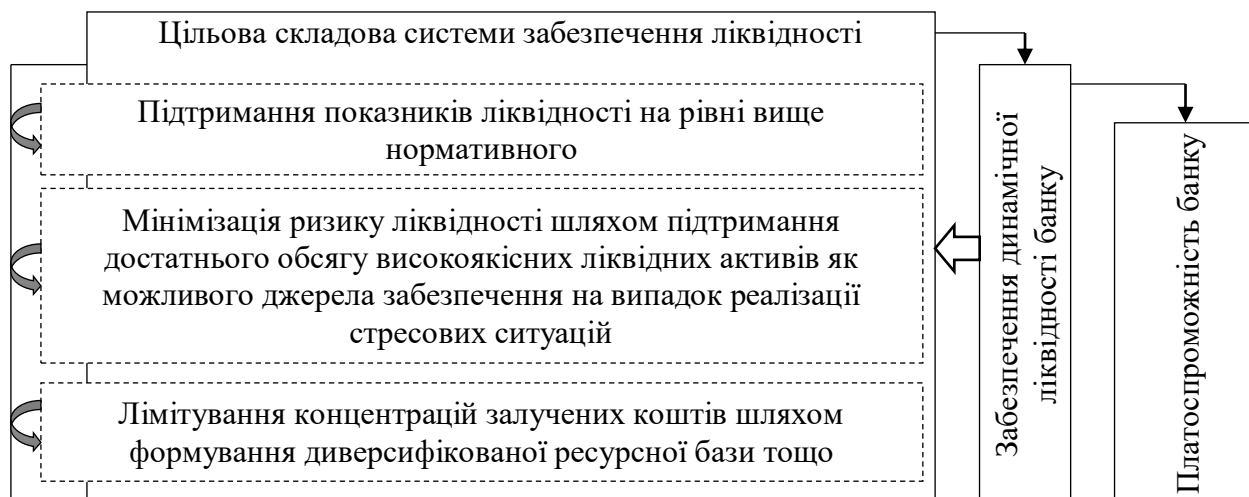 Цільова складова системи забезпечення ліквідності
Підтримання показників ліквідності на рівні вище
нормативного
Мінімізація ризику ліквідності шляхом підтримання
достатнього обсягу високоякісних ліквідних активів як
можливого джерела забезпечення на випадок реалізації
стресових ситуацій
Лімітування концентрацій залучених коштів шляхом
формування диверсифікованої ресурсної бази тощо
Забезпечення динамічної
ліквідності банку
Платоспроможність банку